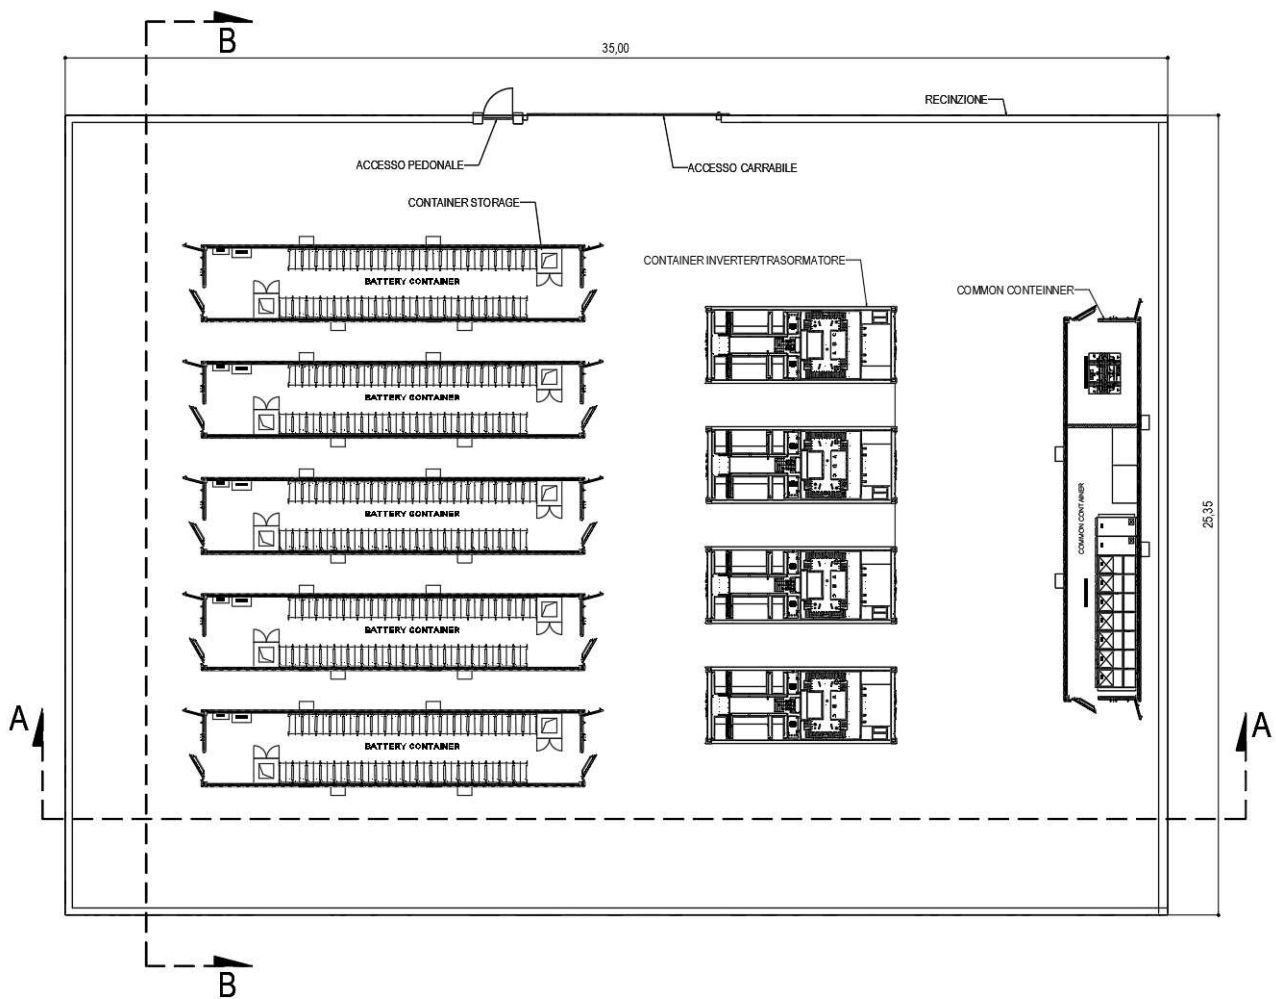 B
35,00
RECINZIONE
ACCESSO PEDONALE
ACCESSO CARRABILE
CONTAINER STORAGE
CONTAINER INVERTER/TRASORMATORE
BATTERY CONTAINER
COMMON CONTEINNER
BATTERY CONTAINER
BATTERY CONTAINER
COMMON CONTAINER
25,35
BATTERY CONTAINER
A
A
BATTERY CONTAINER
B